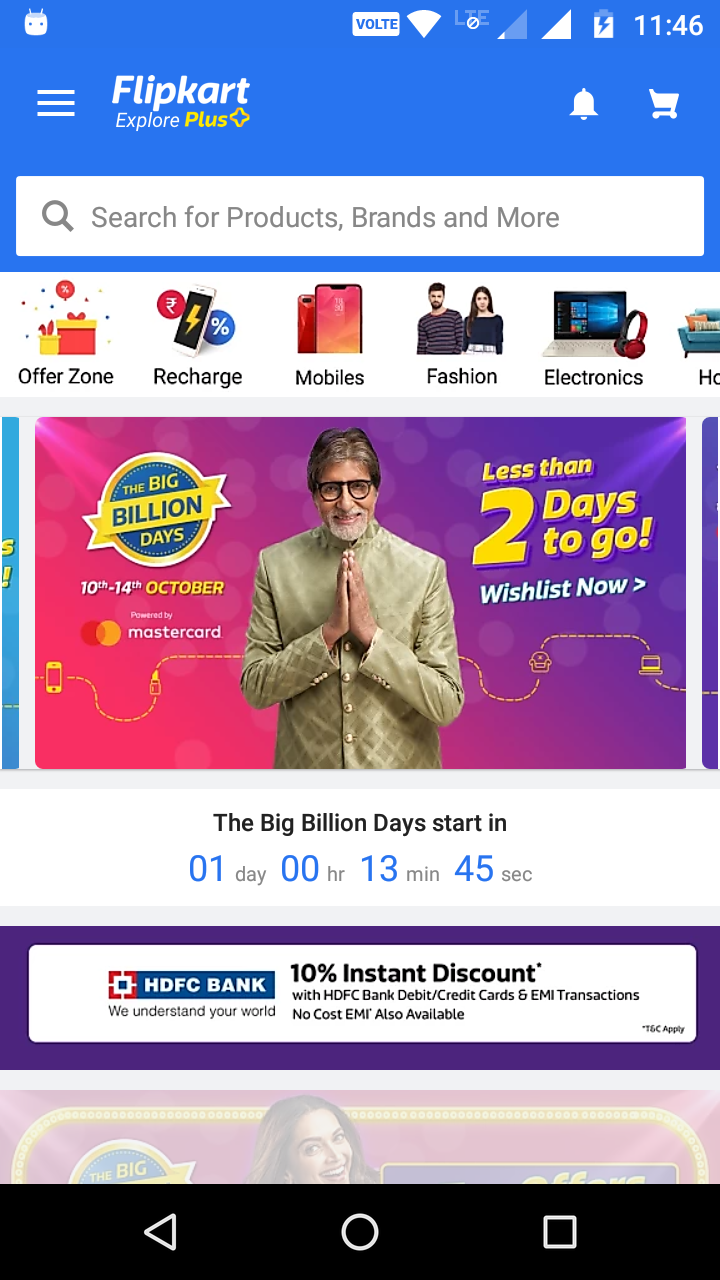 VOLTE
LTE
11:46
Flipkart
Explore Plus
Search for Products, Brands and More
₹
%
%
Offer Zone
Recharge
Mobiles
Fashion
Electronics
Ho
THE BIG
BILLION
DAYS
10th-14th OCTOBER
Powered by
mastercard
Less than
2 Days
to go!
Wishlist Now >
s
!
The Big Billion Days start in
01 day 00 hr 13 min 45 sec
HDFC BANK
We understand your world
10% Instant Discount*
with HDFC Bank Debit/Credit Cards & EMI Transactions
No Cost EMI* Also Available
*T&C Apply
THE BIG
Offers